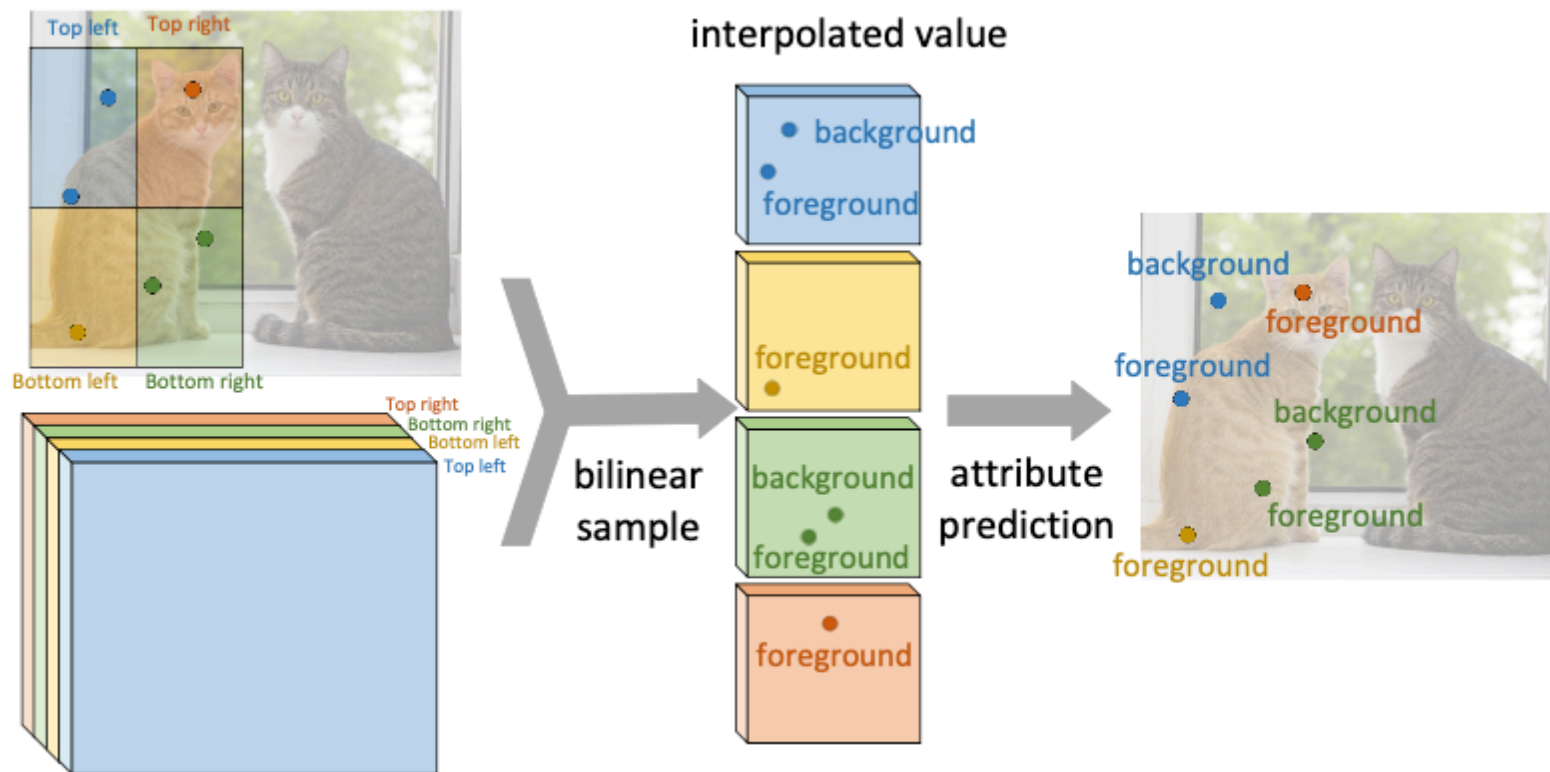 Top left
Top right
Bottom left
Bottom right
Top right
Bottom right
Bottom left
Top left
bilinear
sample
interpolated value
background
foreground
foreground
background
foreground
foreground
attribute
prediction
background
foreground
foreground
background
foreground
foreground